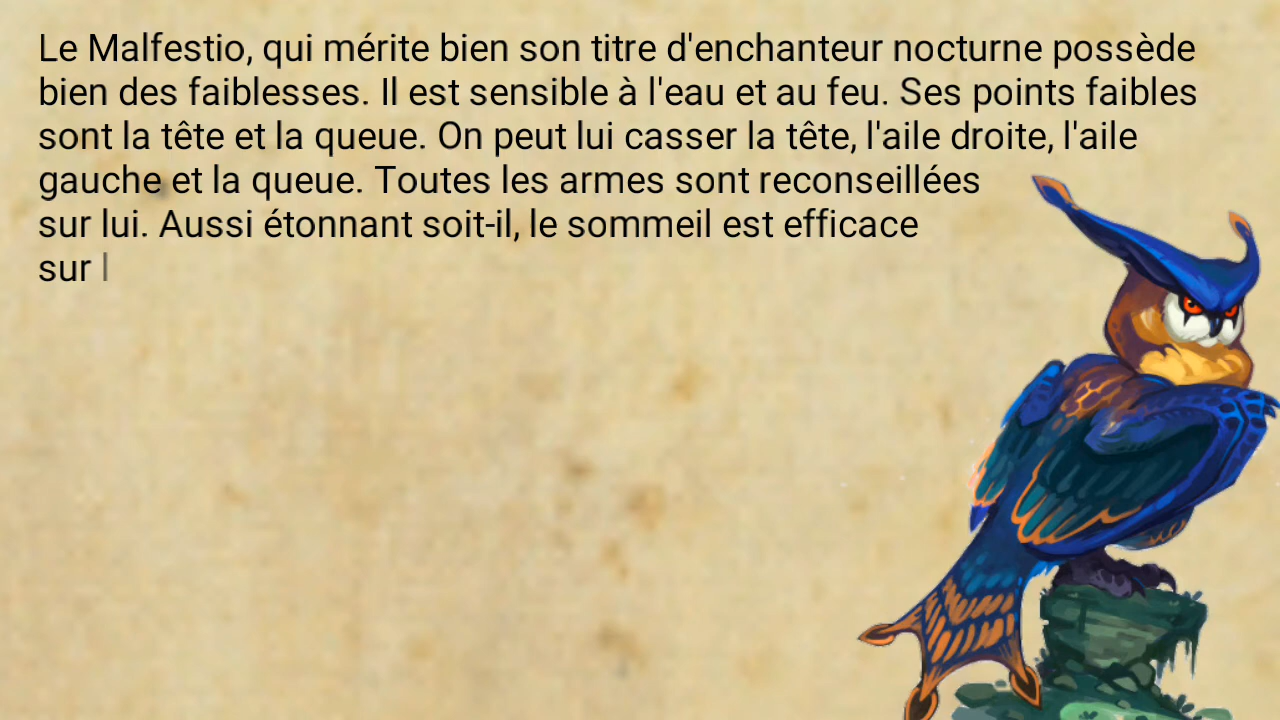 Le Malfestio, qui mérite bien son titre d'enchanteur nocturne possède
bien des faiblesses. Il est sensible à l'eau et au feu. Ses points faibles
sont la tête et la queue. On peut lui casser la tête, l'aile droite, l'aile
gauche et la queue. Toutes les armes sont reconseillées
sur lui. Aussi étonnant soit-il, le sommeil est efficace
sur l